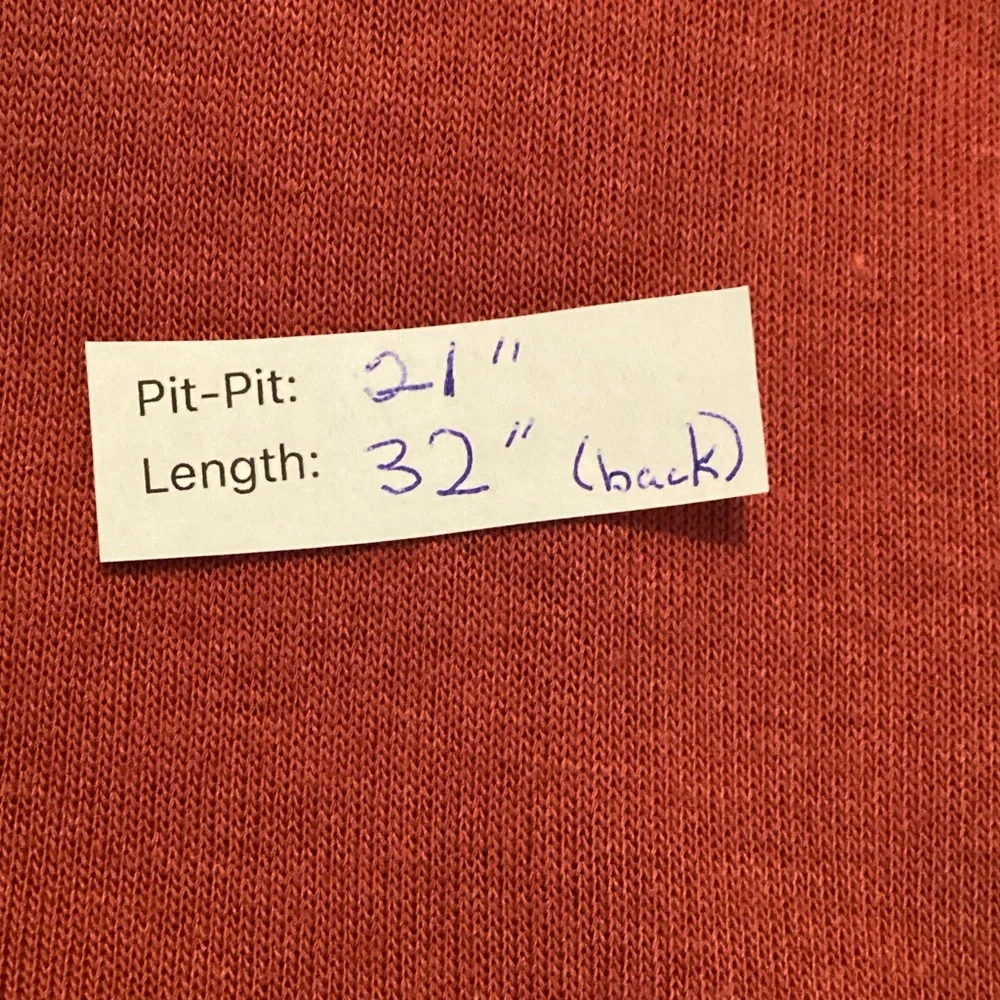 Pit-Pit: 21"
Length: 32" (back)